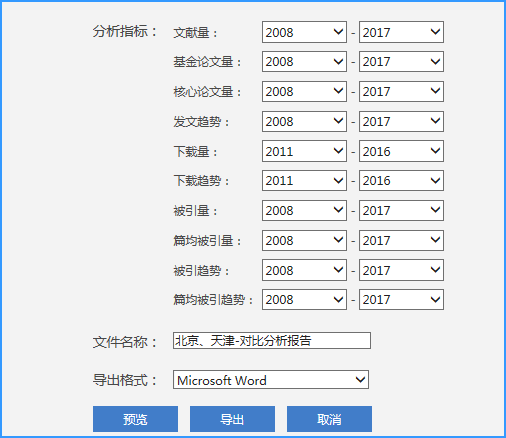 分析指标： 文献量： 2008 - 2017
基金论文量： 2008 - 2017
核心论文量： 2008 - 2017
发文趋势： 2008 - 2017
下载量： 2011 - 2016
下载趋势： 2011 - 2016
被引量： 2008 - 2017
篇均被引量： 2008 - 2017
被引趋势： 2008 - 2017
篇均被引趋势： 2008 - 2017
文件名称： 北京、天津-对比分析报告
导出格式： Microsoft Word
预览 导出 取消